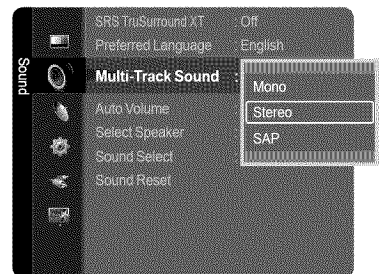 Sound
SRS TruSurround XT : Off
Preferred Language : English
Multi-Track Sound :
Mono
Stereo
SAP
Auto Volume
Select Speaker
Sound Select
Sound Reset